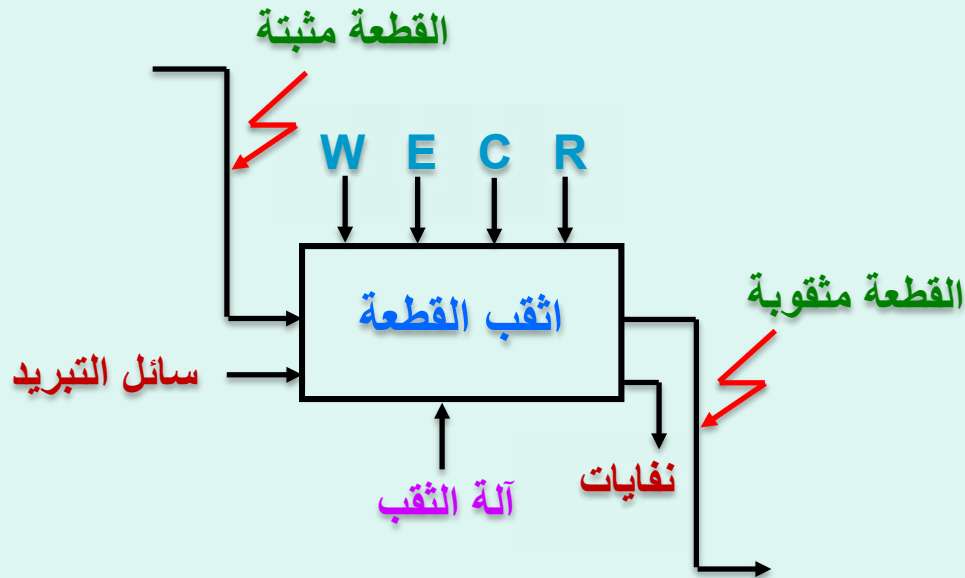 القطعة مثبتة
W E C R
اثقب القطعة
القطعة مثقوبة
سائل التبريد
نفايات
آلة الثقب